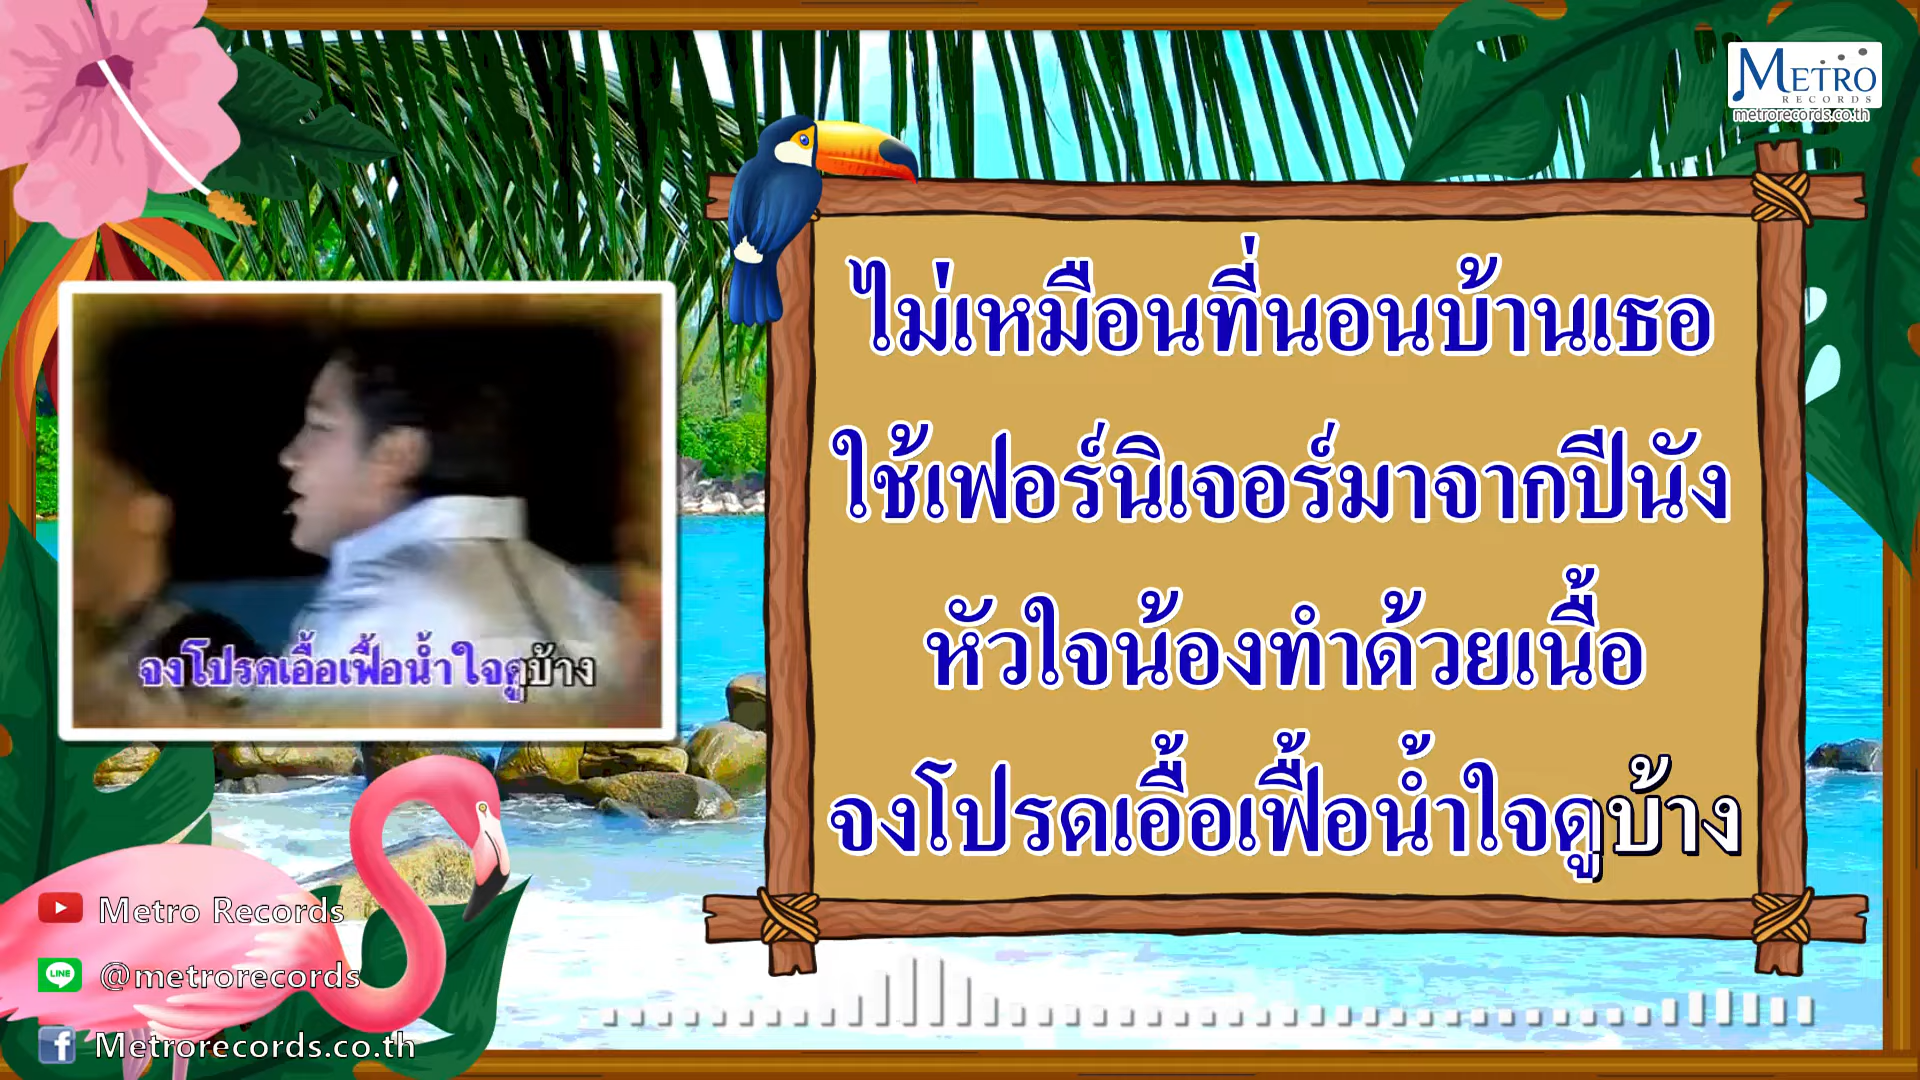 METRO
RECORDS
metrorecords.co.th
ไม่เหมือนที่นอนบ้านเธอ
ใช้เฟอร์นิเจอร์มาจากปีนัง
หัวใจน้องทำด้วยเนื้อ
จงโปรดเอื้อเฟื้อน้ำใจดูบ้าง
จงโปรดเอื้อเฟื้อน้ำใจดูบ้าง
Metro Records
LINE @metrorecords
f Metrorecords.co.th